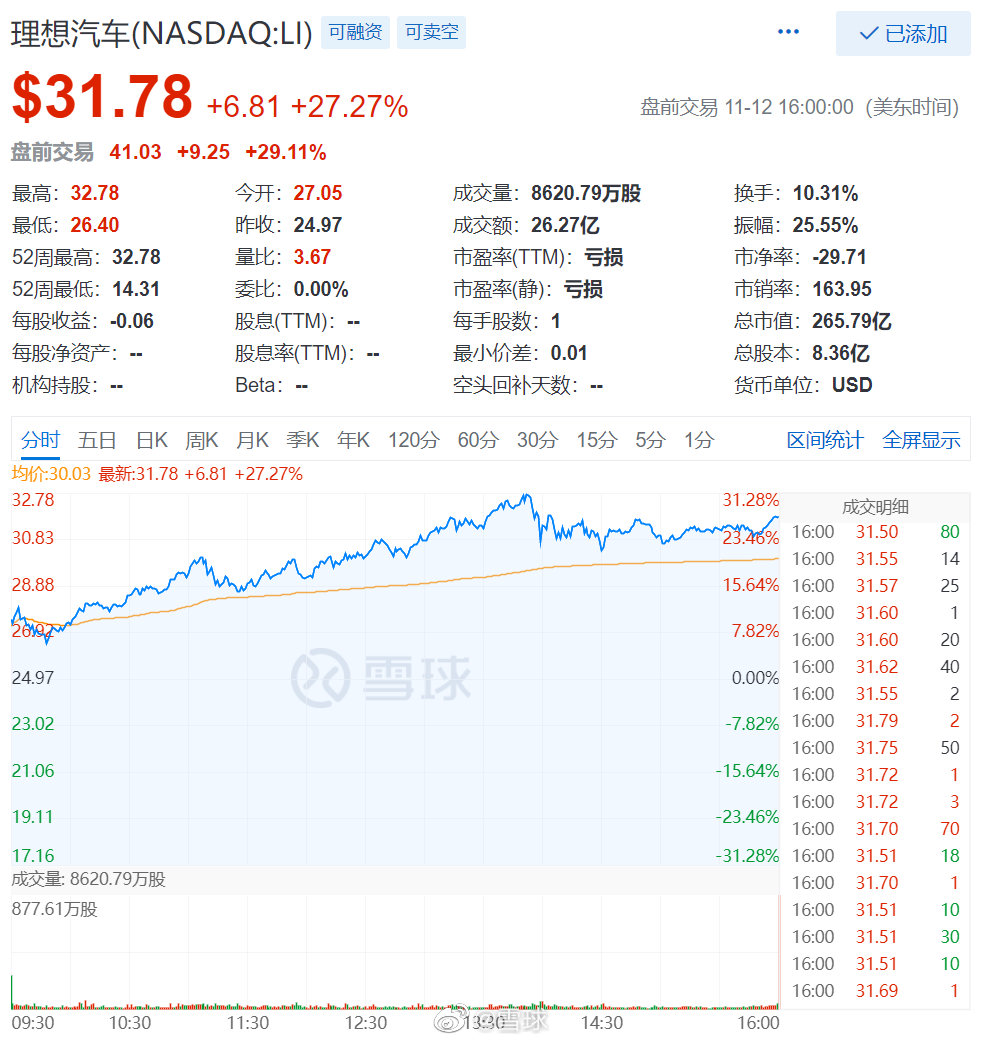 理想汽车(NASDAQ:LI) 可融资 可卖空 ••• 已添加
$31.78 +6.81 +27.27% 盘前交易 11-12 16:00:00 (美东时间)
盘前交易 41.03 +9.25 +29.11%
最高：32.78 今开：27.05 成交量：8620.79万股 换手：10.31%
最低：26.40 昨收：24.97 成交额：26.27亿 振幅：25.55%
52周最高：32.78 量比：3.67 市盈率(TTM)：亏损 市净率：-29.71
52周最低：14.31 委比：0.00% 市盈率(静)：亏损 市销率：163.95
每股收益：-0.06 股息(TTM)：-- 每手股数：1 总市值：265.79亿
每股净资产：-- 股息率(TTM)：-- 最小价差：0.01 总股本：8.36亿
机构持股：-- Beta：-- 空头回补天数：-- 货币单位：USD
分时 五日 日K 周K 月K 季K 年K 120分 60分 30分 15分 5分 1分 区间统计 全屏显示
均价:30.03 最新:31.78 +6.81 +27.27%
32.78 31.28%
30.83 23.46%
28.88 15.64%
26.92 7.82%
24.97 0.00%
23.02 -7.82%
21.06 -15.64%
19.11 -23.46%
17.16 -31.28%
雪球
成交量: 8620.79万股
877.61万股
09:30 10:30 11:30 12:30 13:30 14:30 16:00
@雪球
成交明细
16:00 31.50 80
16:00 31.55 14
16:00 31.57 25
16:00 31.60 1
16:00 31.60 20
16:00 31.62 40
16:00 31.55 2
16:00 31.79 2
16:00 31.75 50
16:00 31.72 1
16:00 31.72 3
16:00 31.70 70
16:00 31.51 18
16:00 31.70 1
16:00 31.51 10
16:00 31.51 30
16:00 31.51 10
16:00 31.69 1